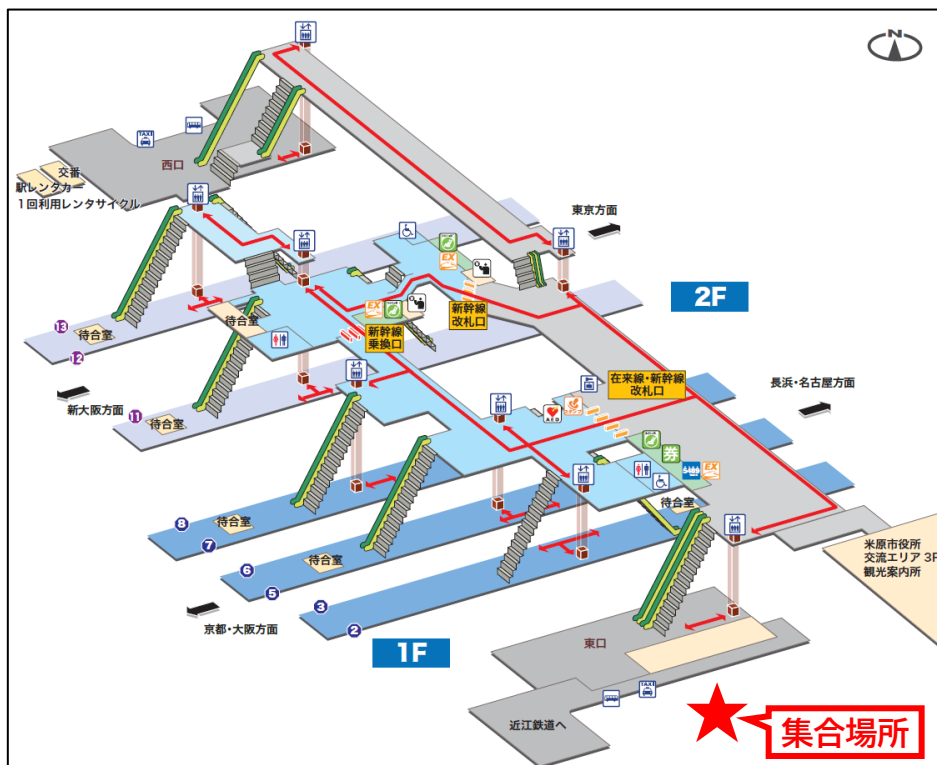 N
TAXI
西口
交番
駅レンタカー
1回利用レンタサイクル
東京方面
EX
2F
新幹線
改札口
EX
新幹線
乗換口
待合室
13
待合室
12
新大阪方面
11
待合室
在来線・新幹線
改札口
長浜・名古屋方面
AED
券
EX
待合室
8
待合室
7
6
待合室
5
3
2
京都・大阪方面
1F
米原市役所
交流エリア 3F
観光案内所
東口
TAXI
近江鉄道へ
集合場所